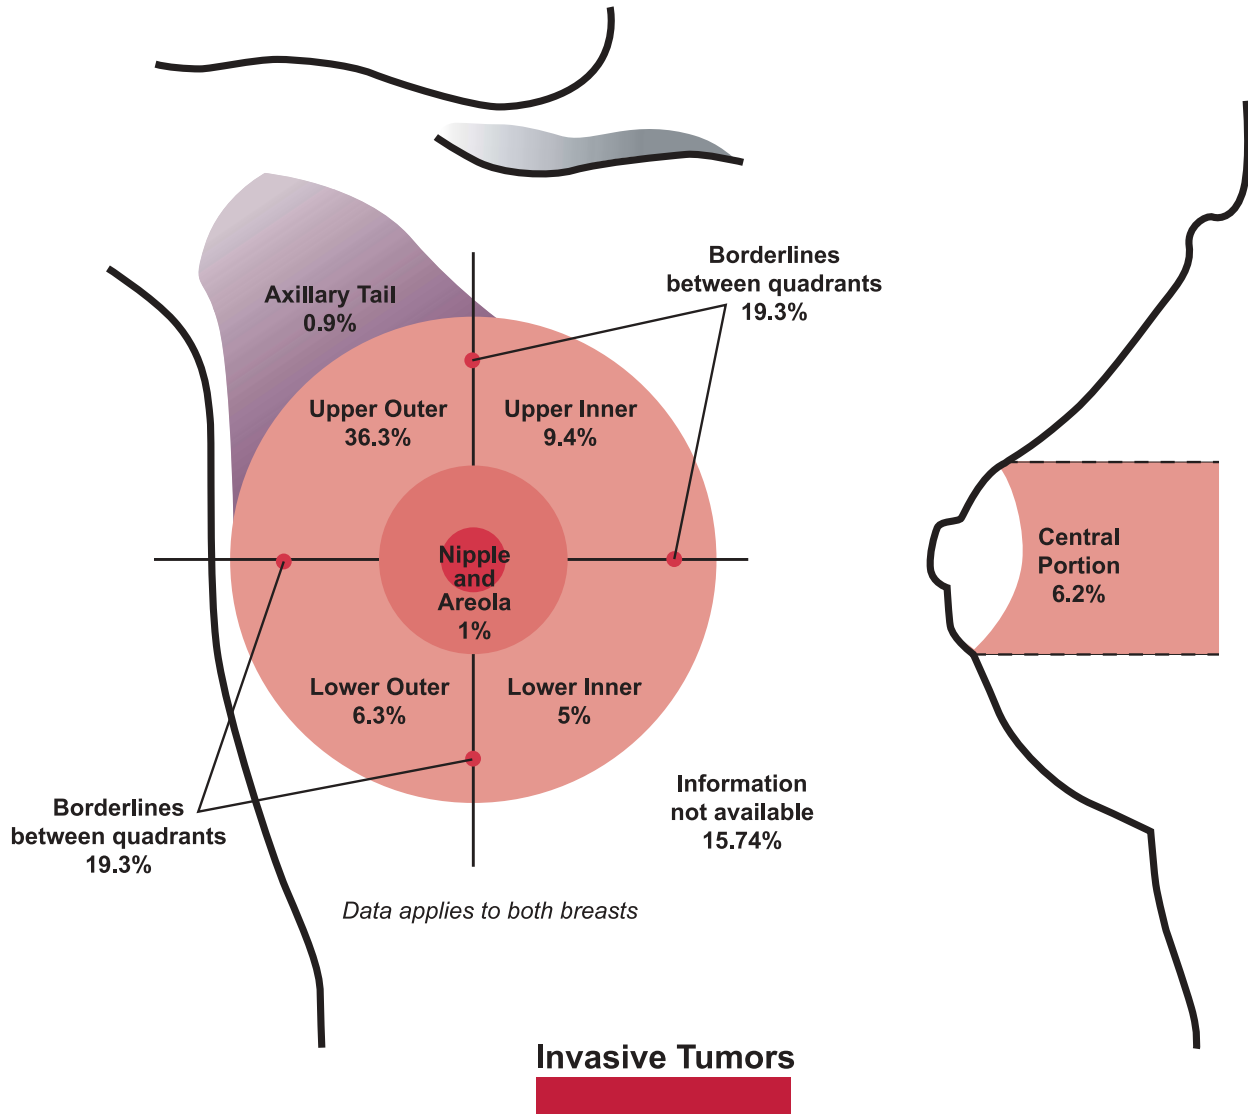 Borderlines
between quadrants
19.3%
Axillary Tail
0.9%
Upper Outer
36.3%
Upper Inner
9.4%
Nipple
and
Areola
1%
Central
Portion
6.2%
Lower Outer
6.3%
Lower Inner
5%
Information
not available
15.74%
Borderlines
between quadrants
19.3%
Data applies to both breasts
Invasive Tumors